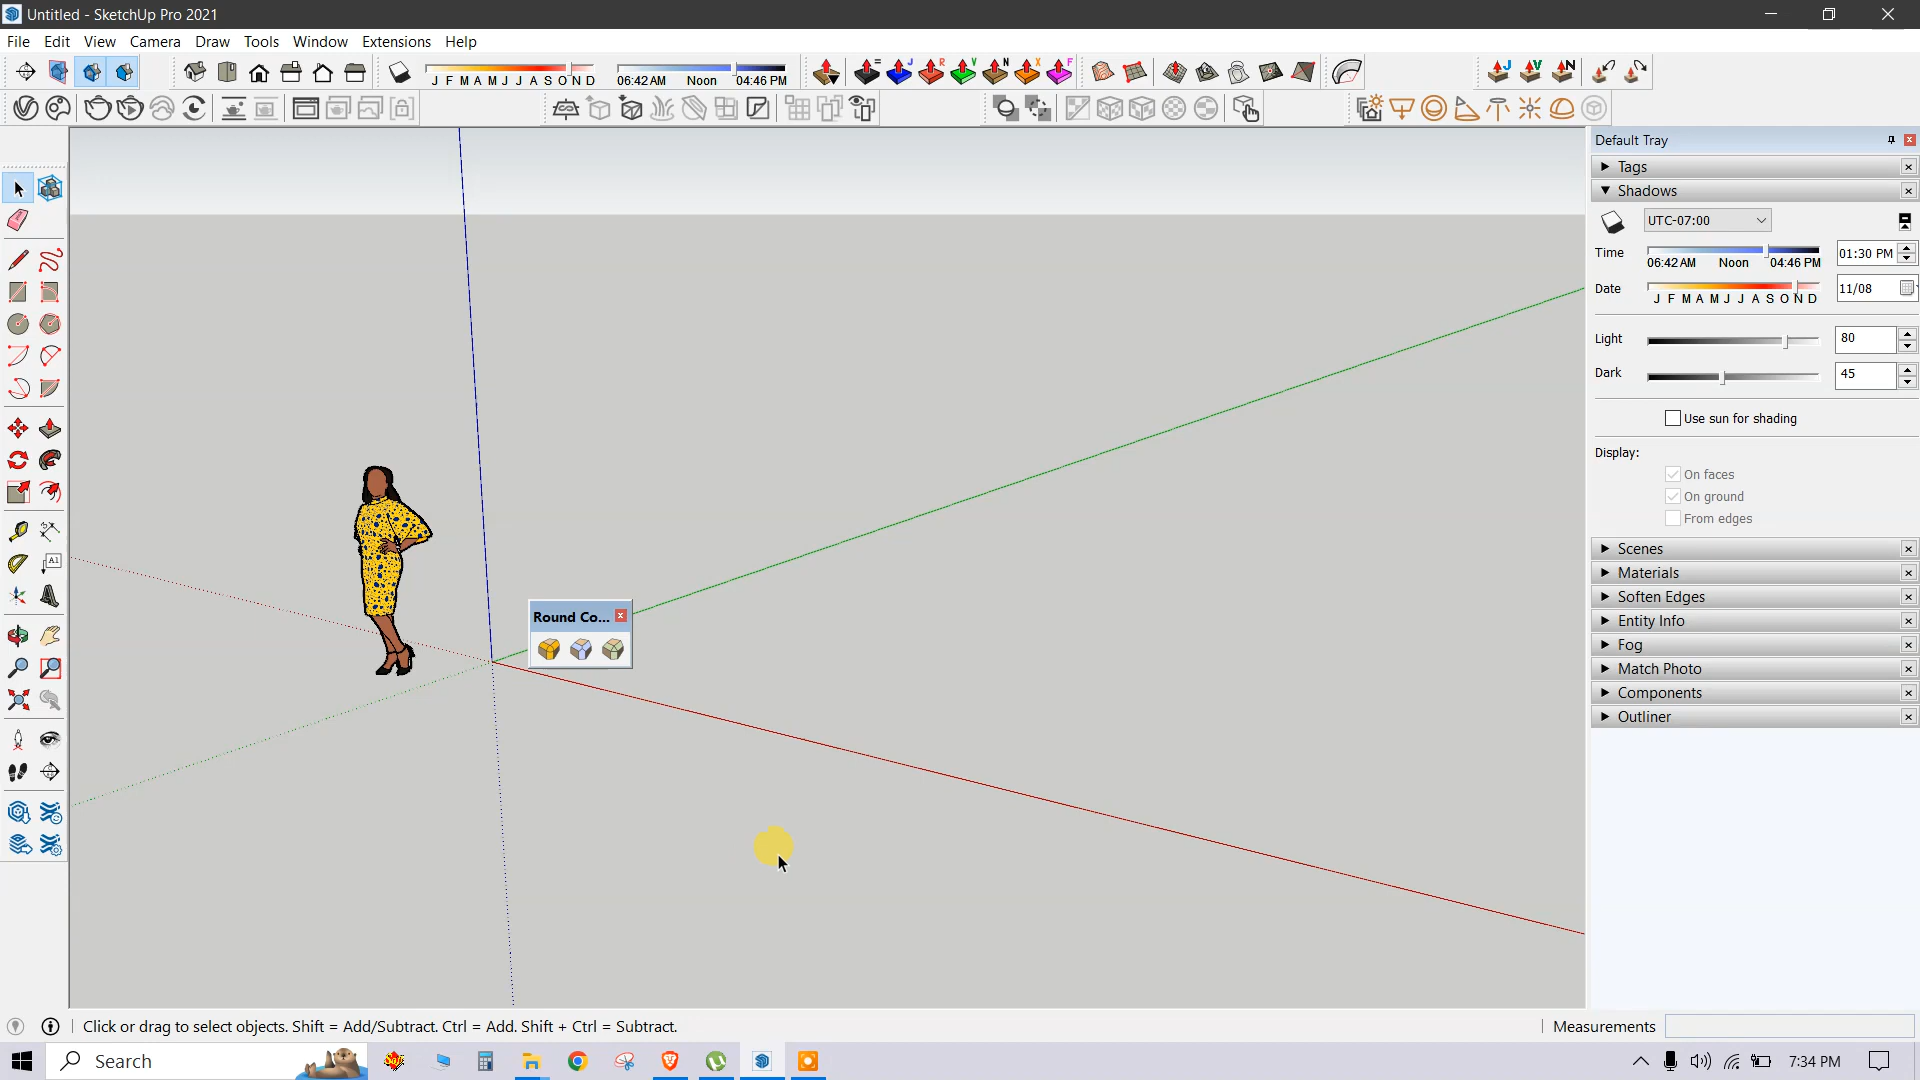 Untitled - SketchUp Pro 2021
File Edit View Camera Draw Tools Window Extensions Help
J F M A M J J A S O N D
06:42 AM Noon 04:46 PM
= J R V N X F
J V N
Default Tray
Tags
Shadows
UTC-07:00
Time 06:42 AM Noon 04:46 PM 01:30 PM
Date J F M A M J J A S O N D 11/08
Light 80
Dark 45
Use sun for shading
Display:
On faces
On ground
From edges
Scenes
Materials
Soften Edges
Entity Info
Fog
Match Photo
Components
Outliner
A1
Round Co...
Click or drag to select objects. Shift = Add/Subtract. Ctrl = Add. Shift + Ctrl = Subtract.
Measurements
Search
7:34 PM